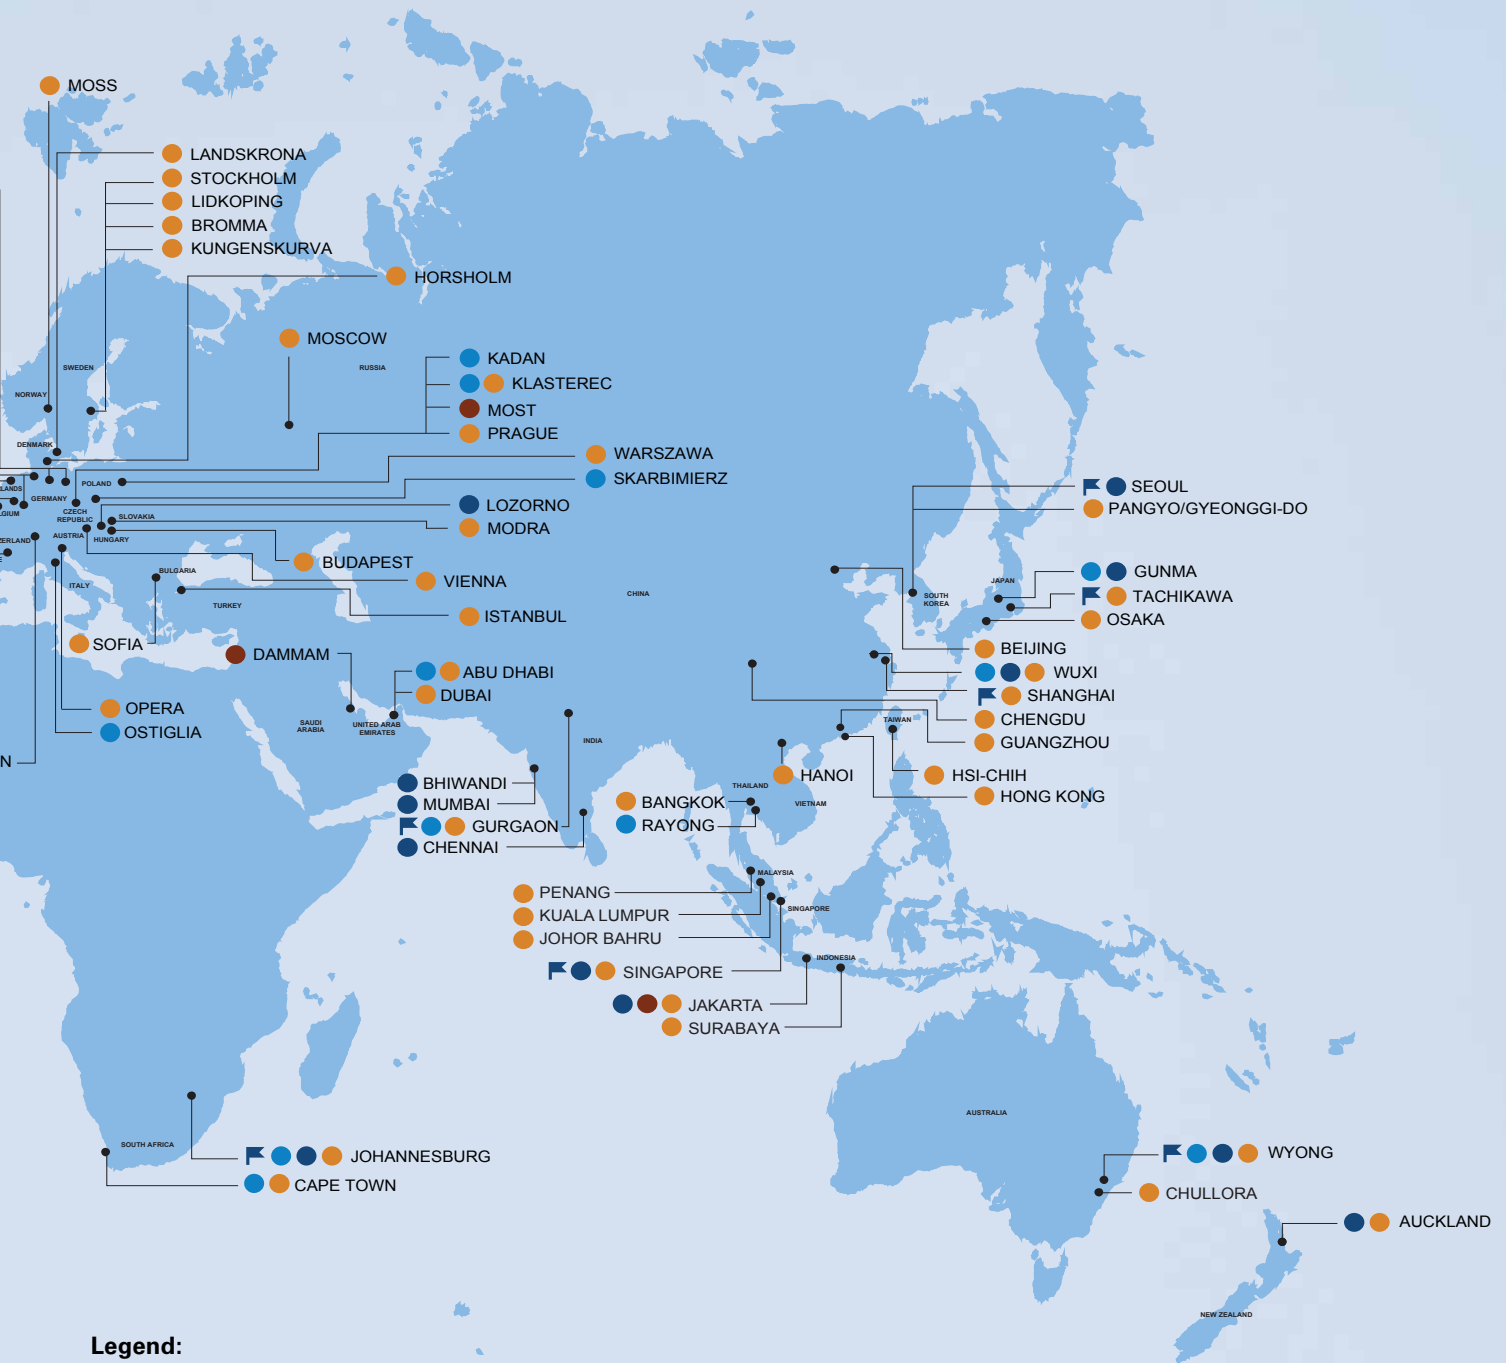 MOSS
LANDSKRONA
STOCKHOLM
LIDKOPING
BROMMA
KUNGENSKURVA
HORSHOLM
MOSCOW
RUSSIA
SWEDEN
NORWAY
DENMARK
KADAN
KLASTEREC
MOST
PRAGUE
WARSZAWA
SKARBIMIERZ
LANDS
GERMANY
POLAND
LGIUM
CZECH
REPUBLIC
SLOVAKIA
AUSTRIA
HUNGARY
ZERLAND
E
LOZORNO
MODRA
BUDAPEST
VIENNA
ISTANBUL
BULGARIA
ITALY
TURKEY
SOFIA
DAMMAM
ABU DHABI
DUBAI
OPERA
OSTIGLIA
N
SAUDI
ARABIA
UNITED ARAB
EMIRATES
CHINA
SEOUL
PANGYO/GYEONGGI-DO
GUNMA
TACHIKAWA
OSAKA
JAPAN
SOUTH
KOREA
BEIJING
WUXI
SHANGHAI
CHENGDU
GUANGZHOU
TAIWAN
HSI-CHIH
HONG KONG
INDIA
BHIWANDI
MUMBAI
GURGAON
CHENNAI
HANOI
THAILAND
VIETNAM
BANGKOK
RAYONG
MALAYSIA
PENANG
KUALA LUMPUR
JOHOR BAHRU
SINGAPORE
SINGAPORE
INDONESIA
JAKARTA
SURABAYA
AUSTRALIA
SOUTH AFRICA
JOHANNESBURG
CAPE TOWN
WYONG
CHULLORA
AUCKLAND
NEW ZEALAND
Legend: